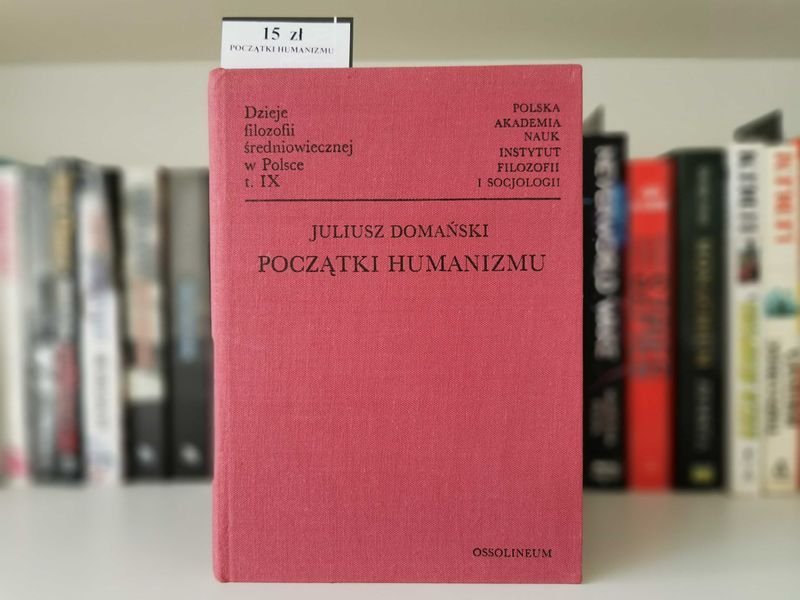 15 zł
POCZĄTKI HUMANIZMU
Dzieje
filozofii
średniowiecznej
w Polsce
t. IX
POLSKA
AKADEMIA
NAUK
INSTYTUT
FILOZOFII
I SOCJOLOGII
JULIUSZ DOMAŃSKI
POCZĄTKI HUMANIZMU
OSSOLINEUM